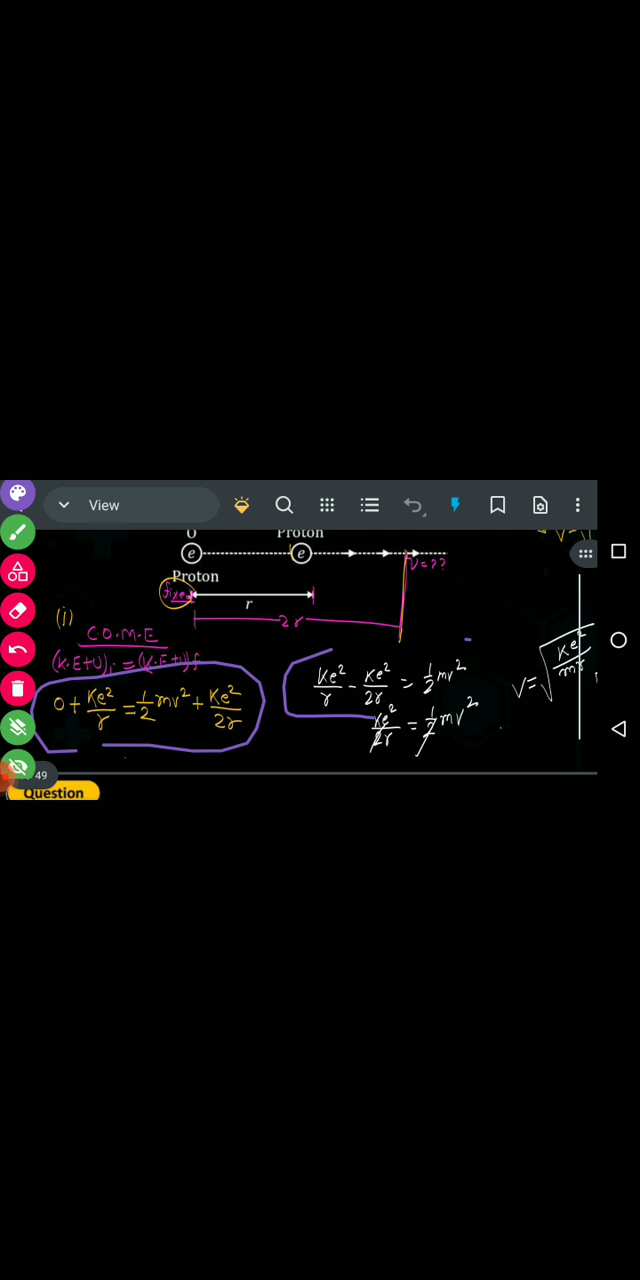 View
O Proton
e e
V=??
Proton
fixed
r
2r
(i)
C.O.M.E
(K.E+U)i = (K.E+U)f
0 + Ke²/r = 1/2 mv² + Ke²/2r
Ke²/r - Ke²/2r = 1/2 mv²
Ke²/2r = 1/2 mv²
V = √Ke²/mr
49
Question